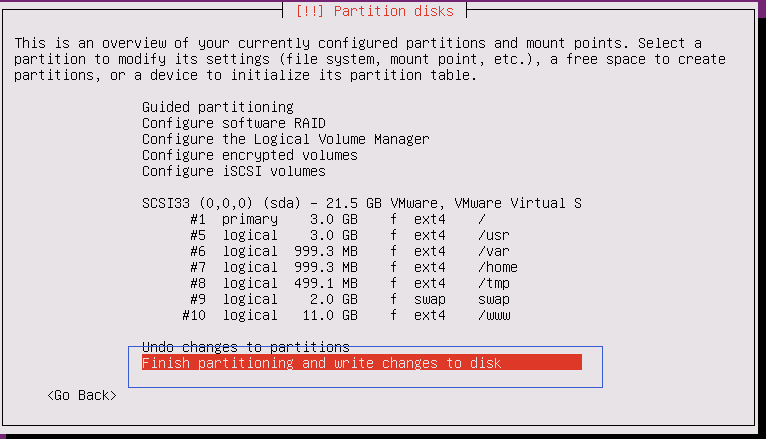 [!!] Partition disks
This is an overview of your currently configured partitions and mount points. Select a
partition to modify its settings (file system, mount point, etc.), a free space to create
partitions, or a device to initialize its partition table.
Guided partitioning
Configure software RAID
Configure the Logical Volume Manager
Configure encrypted volumes
Configure iSCSI volumes
SCSI33 (0,0,0) (sda) - 21.5 GB VMware, VMware Virtual S
#1 primary 3.0 GB f ext4 /
#5 logical 3.0 GB f ext4 /usr
#6 logical 999.3 MB f ext4 /var
#7 logical 999.3 MB f ext4 /home
#8 logical 499.1 MB f ext4 /tmp
#9 logical 2.0 GB f swap swap
#10 logical 11.0 GB f ext4 /www
Undo changes to partitions
Finish partitioning and write changes to disk
<Go Back>